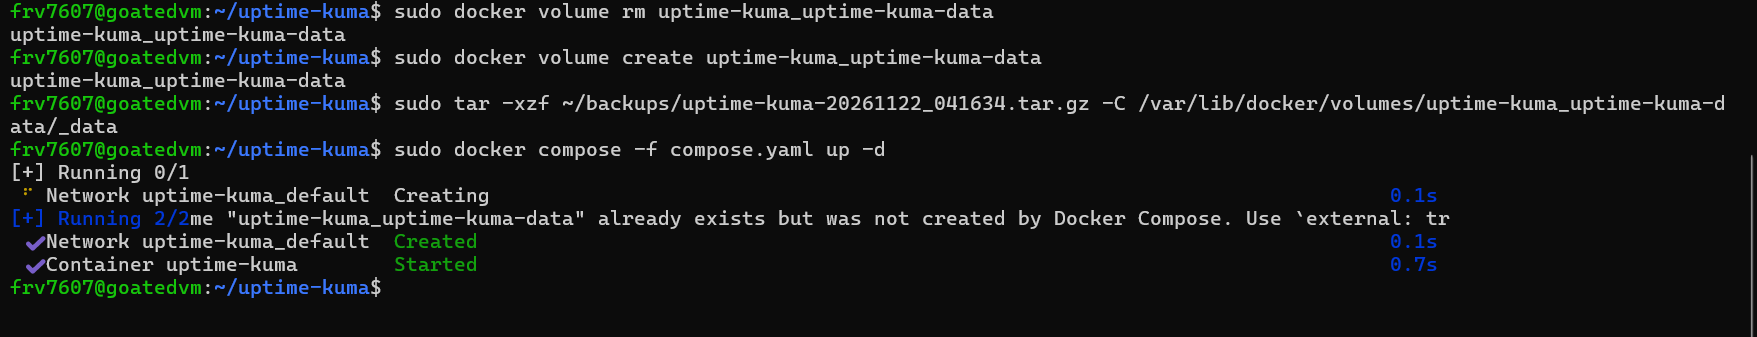 frv7607@goatedvm:~/uptime-kuma$ sudo docker volume rm uptime-kuma_uptime-kuma-data
uptime-kuma_uptime-kuma-data
frv7607@goatedvm:~/uptime-kuma$ sudo docker volume create uptime-kuma_uptime-kuma-data
uptime-kuma_uptime-kuma-data
frv7607@goatedvm:~/uptime-kuma$ sudo tar -xzf ~/backups/uptime-kuma-20261122_041634.tar.gz -C /var/lib/docker/volumes/uptime-kuma_uptime-kuma-d
ata/_data
frv7607@goatedvm:~/uptime-kuma$ sudo docker compose -f compose.yaml up -d
[+] Running 0/1
⠋ Network uptime-kuma_default  Creating 0.1s
[+] Running 2/2me "uptime-kuma_uptime-kuma-data" already exists but was not created by Docker Compose. Use `external: tr
✔Network uptime-kuma_default  Created 0.1s
✔Container uptime-kuma        Started 0.7s
frv7607@goatedvm:~/uptime-kuma$